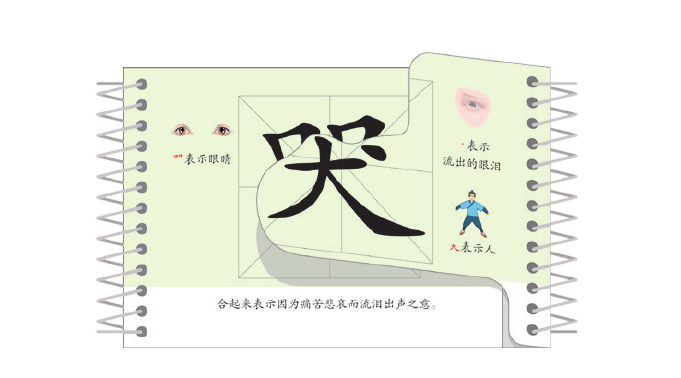 哭
吅表示眼睛
丶表示
流出的眼泪
大表示人
合起来表示因为痛苦悲哀而流泪出声之意。